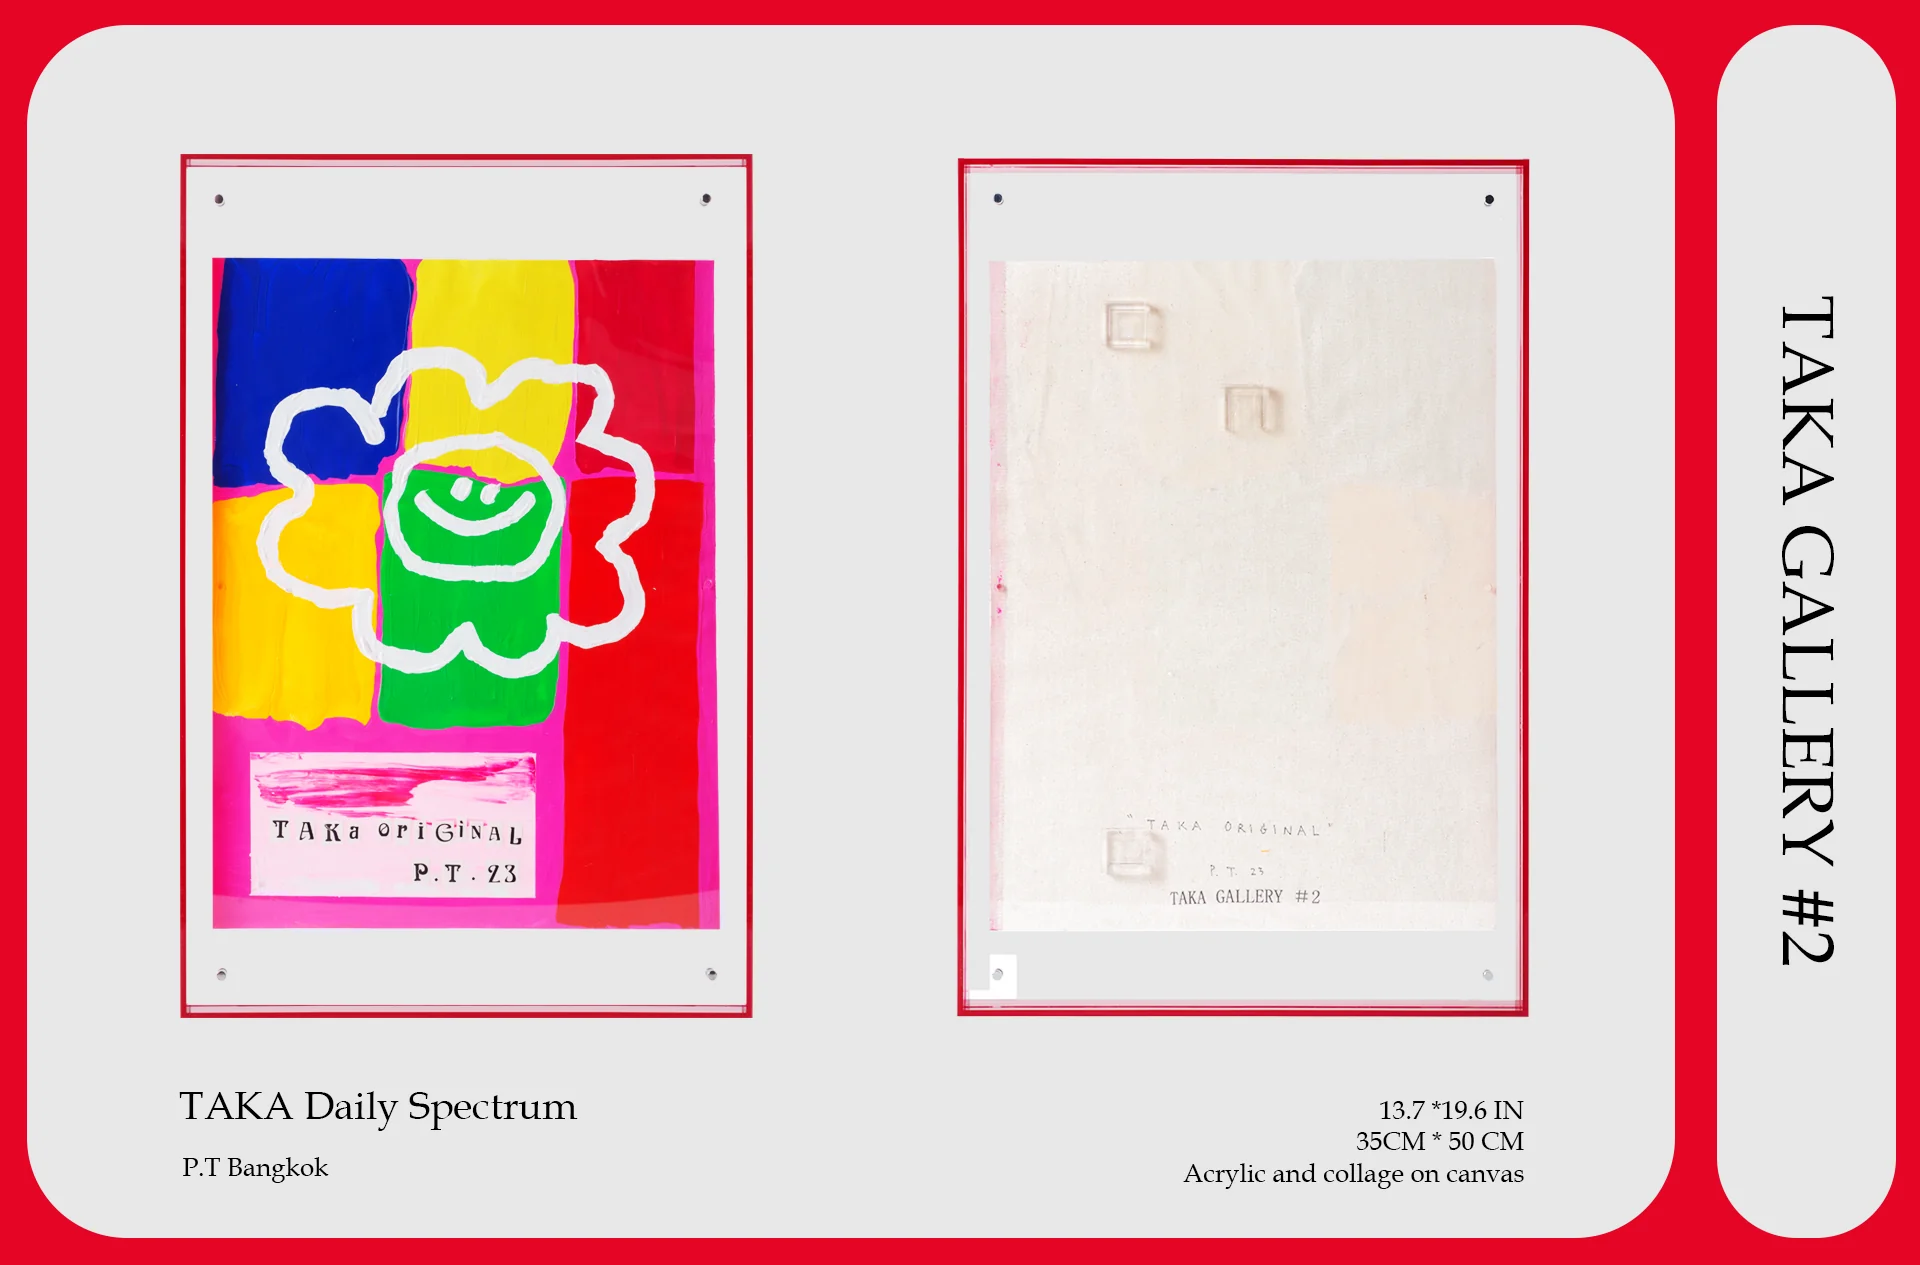 TAKa oriGiNAL
P.T. 23
" TAKA ORIGINAL "
P. T. 23
TAKA GALLERY #2
TAKA Daily Spectrum
P.T Bangkok
13.7 *19.6 IN
35CM * 50 CM
Acrylic and collage on canvas
TAKA GALLERY #2